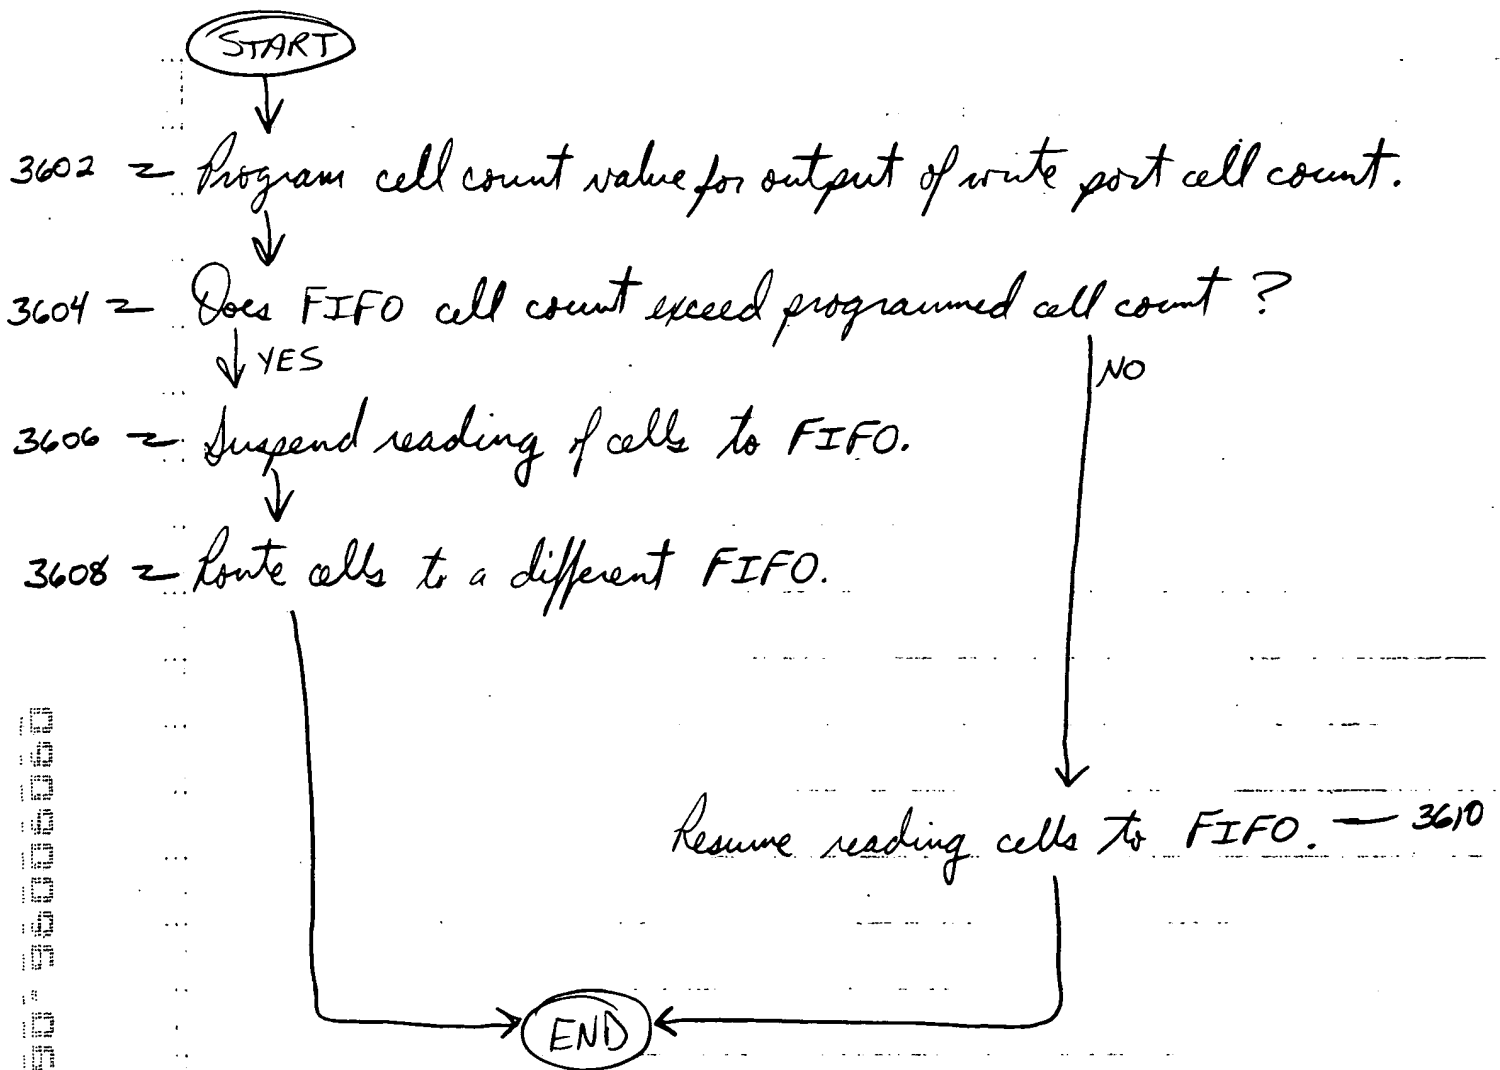 START
3602 Program cell count value for output of write port cell count.
3604 Does FIFO cell count exceed programmed cell count?
YES
NO
3606 Suspend reading of cells to FIFO.
3608 Route cells to a different FIFO.
Resume reading cells to FIFO. — 3610
END